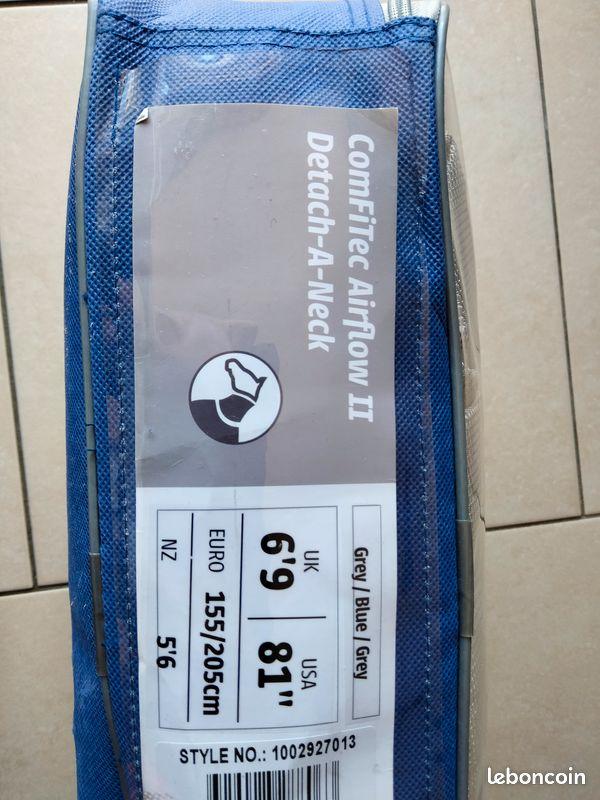 ComFiTec Airflow II
Detach-A-Neck
Grey / Blue / Grey
UK
6'9
USA
81"
EURO 155/205cm
NZ 5'6
STYLE NO.: 1002927013
leboncoin